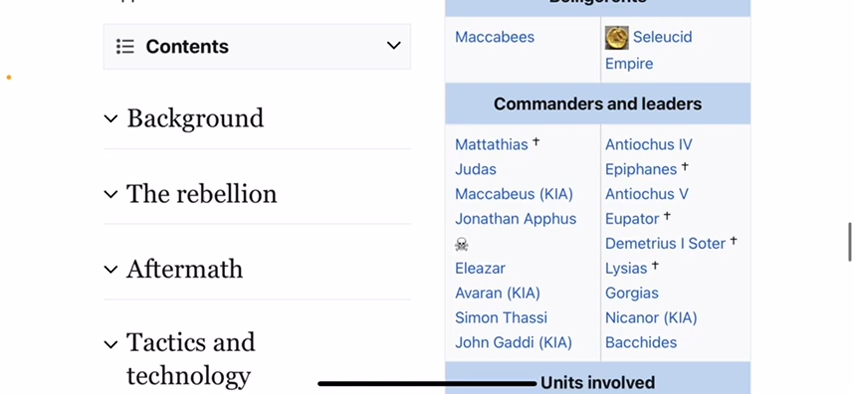 Contents
Background
The rebellion
Aftermath
Tactics and
technology
Maccabees
Seleucid
Empire
Commanders and leaders
Mattathias †
Judas
Maccabeus (KIA)
Jonathan Apphus
☠
Eleazar
Avaran (KIA)
Simon Thassi
John Gaddi (KIA)
Antiochus IV
Epiphanes †
Antiochus V
Eupator †
Demetrius I Soter †
Lysias †
Gorgias
Nicanor (KIA)
Bacchides
Units involved